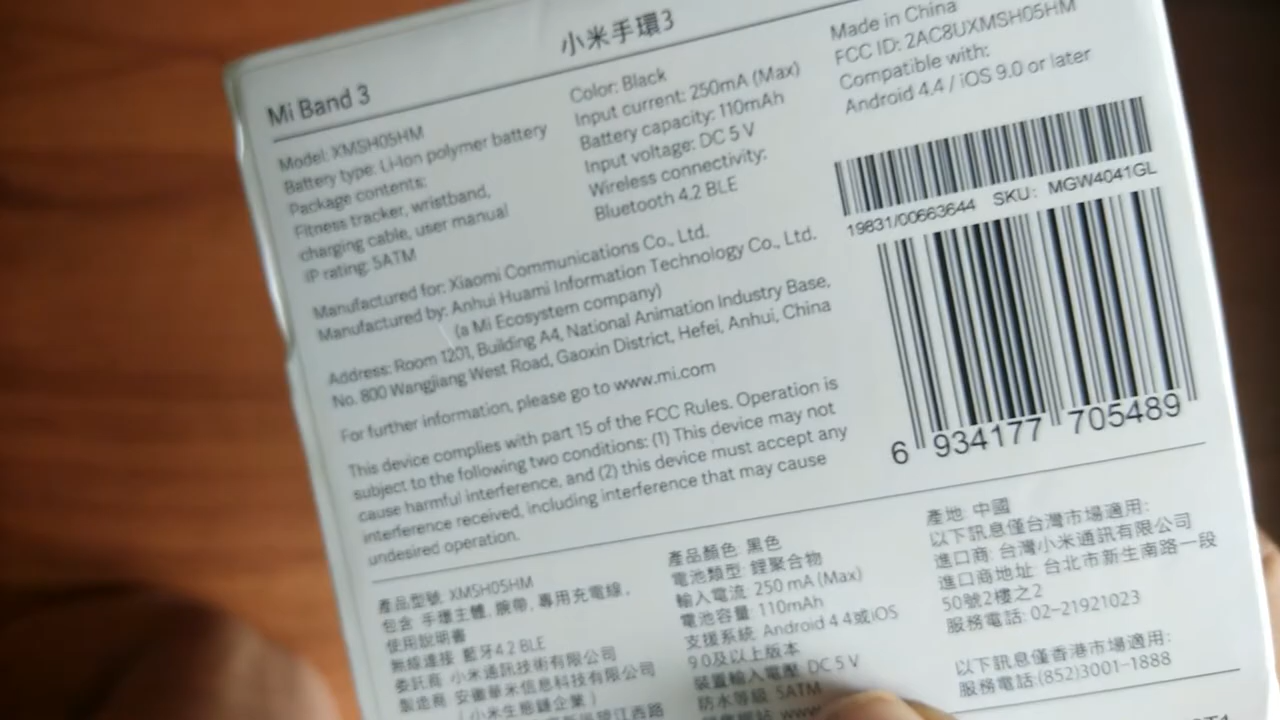 小米手環3
Mi Band 3
Model: XMSH05HM
Battery type: Li-Ion polymer battery
Package contents:
Fitness tracker, wristband,
charging cable, user manual
IP rating: 5ATM
Color: Black
Input current: 250mA (Max)
Battery capacity: 110mAh
Input voltage: DC 5 V
Wireless connectivity:
Bluetooth 4.2 BLE
Made in China
FCC ID: 2AC8UXMSH05HM
Compatible with:
Android 4.4 / iOS 9.0 or later
19831/00663644 SKU: MGW4041GL
6 934177 705489
Manufactured for: Xiaomi Communications Co., Ltd.
Manufactured by: Anhui Huami Information Technology Co., Ltd.
(a Mi Ecosystem company)
Address: Room 1201, Building A4, National Animation Industry Base,
No. 800 Wangjiang West Road, Gaoxin District, Hefei, Anhui, China
For further information, please go to www.mi.com
This device complies with part 15 of the FCC Rules. Operation is
subject to the following two conditions: (1) This device may not
cause harmful interference, and (2) this device must accept any
interference received, including interference that may cause
undesired operation.
產品型號: XMSH05HM
包含: 手環主體, 腕帶, 專用充電線,
使用說明書
無線連接: 藍牙4.2 BLE
委託商: 小米通訊技術有限公司
製造商: 安徽華米信息科技有限公司
(小米生態鏈企業)
產品顏色: 黑色
電池類型: 鋰聚合物
輸入電流: 250 mA (Max)
電池容量: 110mAh
支援系統: Android 4.4或iOS
9.0及以上版本
裝置輸入電壓: DC 5 V
防水等級: 5ATM
產地: 中國
以下訊息僅台灣市場適用:
進口商: 台灣小米通訊有限公司
進口商地址: 台北市新生南路一段
50號2樓之2
服務電話: 02-21921023
以下訊息僅香港市場適用:
服務電話:(852)3001-1888